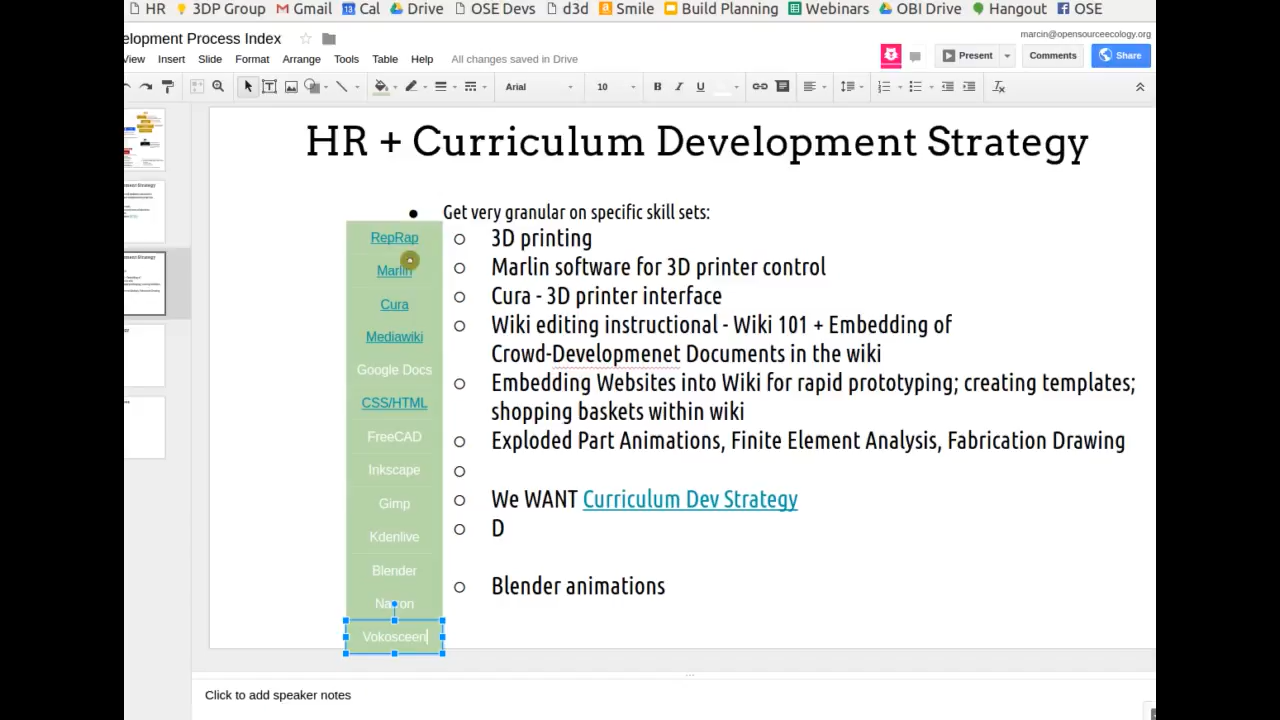 HR 3DP Group Gmail Cal Drive OSE Devs d3d Smile Build Planning Webinars OBI Drive Hangout OSE
elopment Process Index
marcin@opensourceecology.org
View Insert Slide Format Arrange Tools Table Help All changes saved in Drive
Present Comments Share
Arial 10 B I U
HR + Curriculum Development Strategy
Get very granular on specific skill sets:
RepRap 3D printing
Marlin Marlin software for 3D printer control
Cura Cura - 3D printer interface
Mediawiki Wiki editing instructional - Wiki 101 + Embedding of
Crowd-Developmenet Documents in the wiki
Google Docs Embedding Websites into Wiki for rapid prototyping; creating templates;
CSS/HTML shopping baskets within wiki
FreeCAD Exploded Part Animations, Finite Element Analysis, Fabrication Drawing
Inkscape
Gimp We WANT Curriculum Dev Strategy
Kdenlive D
Blender Blender animations
Vokosceen
Click to add speaker notes